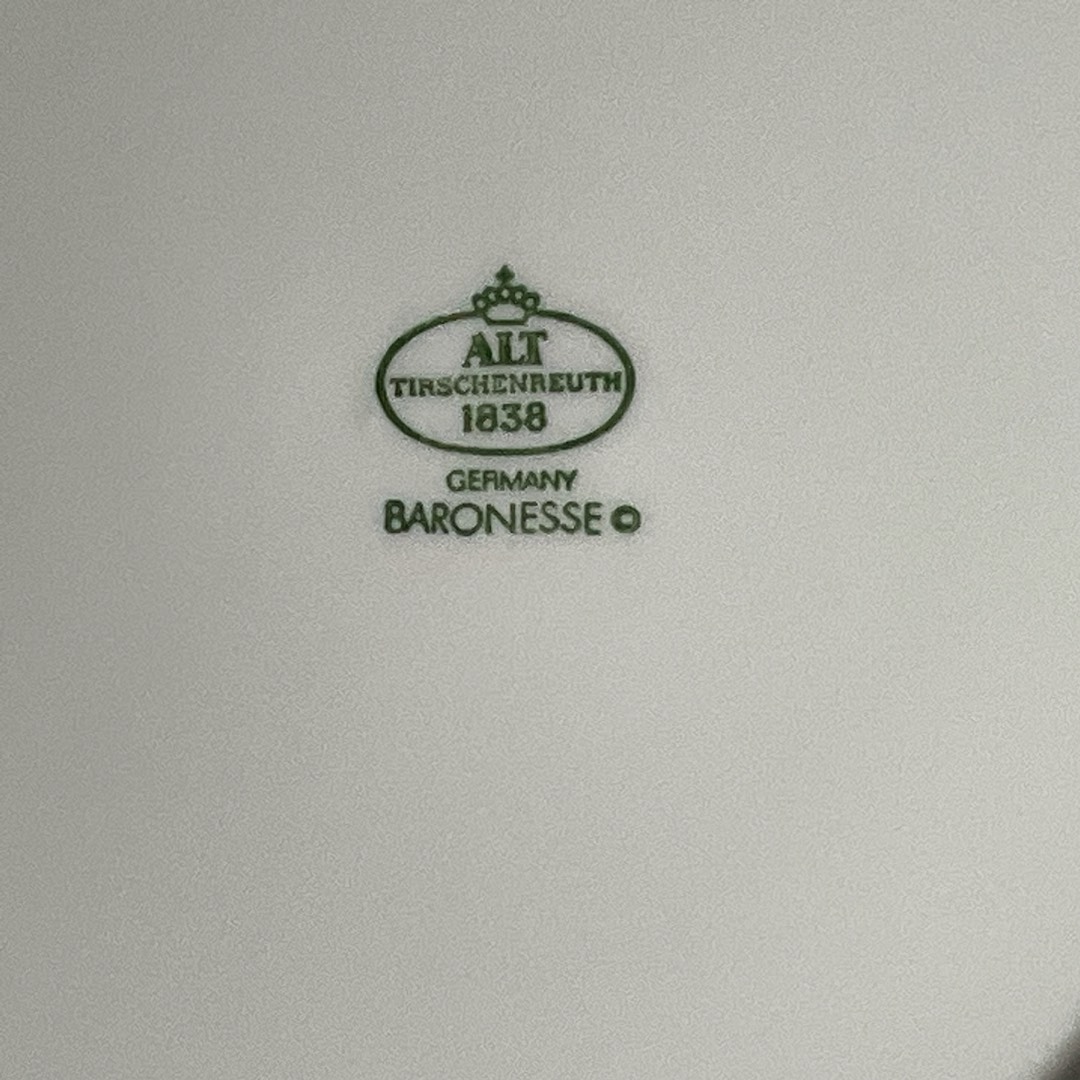 ALT
TIRSCHENREUTH
1838
GERMANY
BARONESSE ©